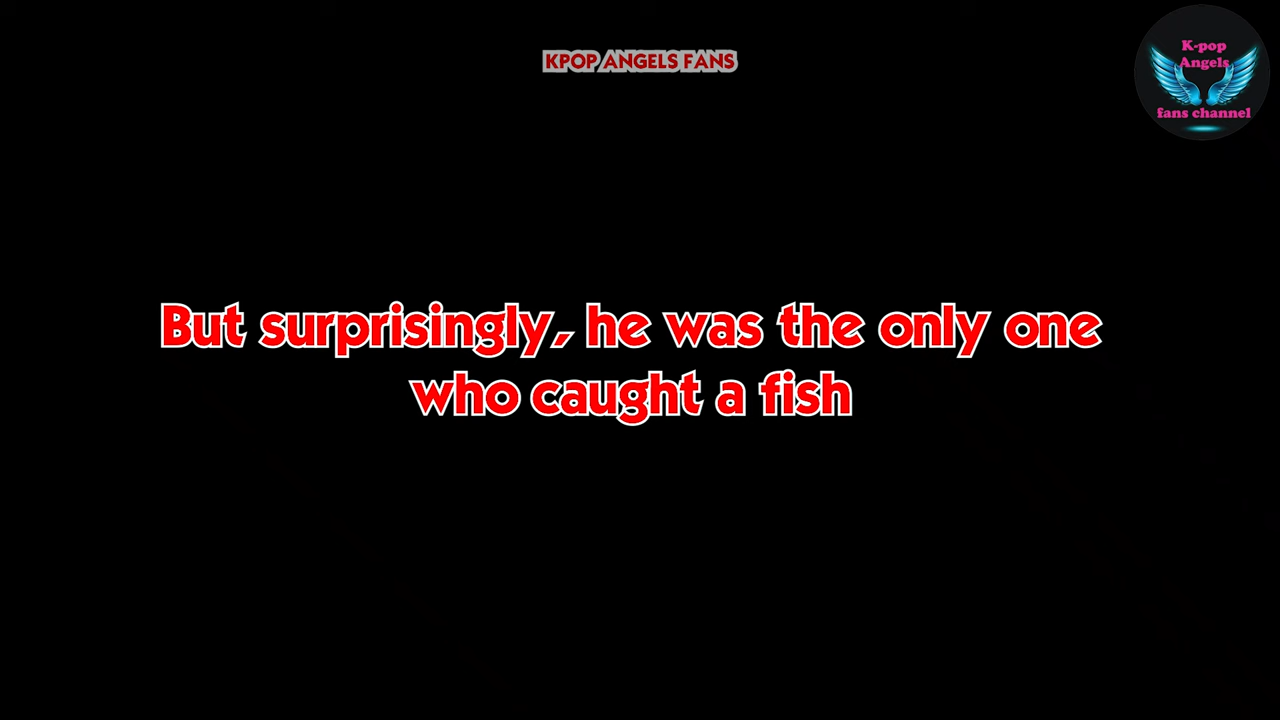 KPOP ANGELS FANS
K-pop
Angels
fans channel
But surprisingly, he was the only one
who caught a fish